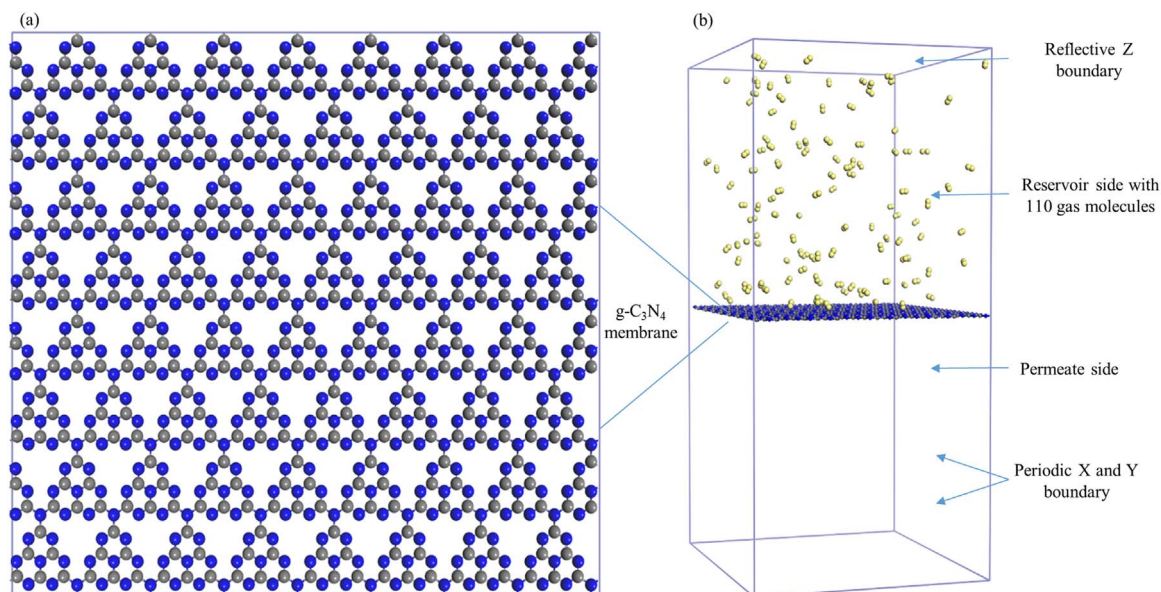 (a)
(b)
Reflective Z
boundary
Reservoir side with
110 gas molecules
g-C₃N₄
membrane
Permeate side
Periodic X and Y
boundary